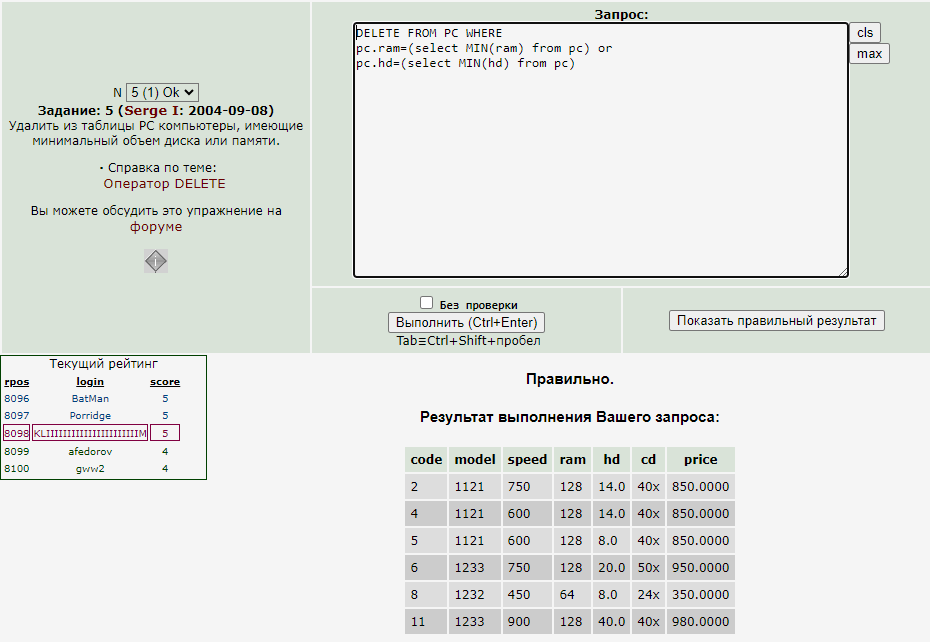 N 5 (1) Ok
Задание: 5 (Serge I: 2004-09-08)
Удалить из таблицы PC компьютеры, имеющие
минимальный объем диска или памяти.
· Справка по теме:
Оператор DELETE
Вы можете обсудить это упражнение на
форуме
Запрос:
DELETE FROM PC WHERE
pc.ram=(select MIN(ram) from pc) or
pc.hd=(select MIN(hd) from pc)
cls
max
Без проверки
Выполнить (Ctrl+Enter)
Tab≡Ctrl+Shift+пробел
Показать правильный результат
Текущий рейтинг
rpos login score
8096 BatMan 5
8097 Porridge 5
8098 5
8099 afedorov 4
8100 gww2 4
Правильно.
Результат выполнения Вашего запроса:
code model speed ram hd cd price
2 1121 750 128 14.0 40x 850.0000
4 1121 600 128 14.0 40x 850.0000
5 1121 600 128 8.0 40x 850.0000
6 1233 750 128 20.0 50x 950.0000
8 1232 450 64 8.0 24x 350.0000
11 1233 900 128 40.0 40x 980.0000